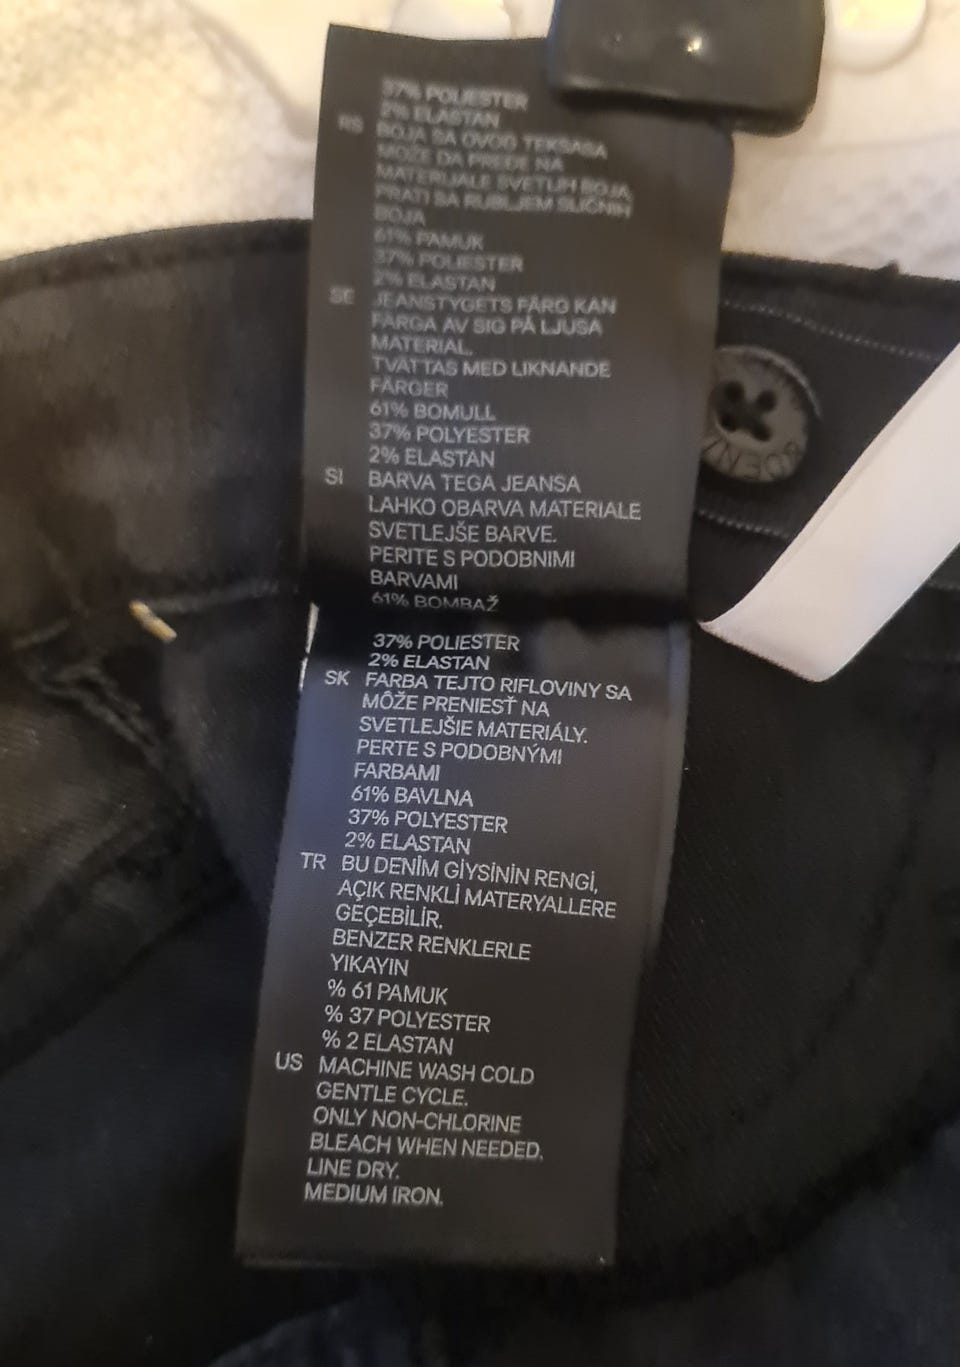 37% POLIESTER
2% ELASTAN
RS BOJA SA OVOG TEKSASA
MOŽE DA PREĐE NA
MATERIJALE SVETLIH BOJA,
PRATI SA RUBLJEM SLIČNIH
BOJA
61% PAMUK
37% POLIESTER
2% ELASTAN
SE JEANSTYGETS FÄRG KAN
FÄRGA AV SIG PÅ LJUSA
MATERIAL.
TVÄTTAS MED LIKNANDE
FÄRGER
61% BOMULL
37% POLYESTER
2% ELASTAN
SI BARVA TEGA JEANSA
LAHKO OBARVA MATERIALE
SVETLEJŠE BARVE.
PERITE S PODOBNIMI
BARVAMI
61% BOMBAŽ
37% POLIESTER
2% ELASTAN
SK FARBA TEJTO RIFLOVINY SA
MÔŽE PRENIESŤ NA
SVETLEJŠIE MATERIÁLY.
PERTE S PODOBNÝMI
FARBAMI
61% BAVLNA
37% POLYESTER
2% ELASTAN
TR BU DENİM GİYSİNİN RENGİ,
AÇIK RENKLİ MATERYALLERE
GEÇEBİLİR.
BENZER RENKLERLE
YIKAYIN
% 61 PAMUK
% 37 POLYESTER
% 2 ELASTAN
US MACHINE WASH COLD
GENTLE CYCLE.
ONLY NON-CHLORINE
BLEACH WHEN NEEDED.
LINE DRY.
MEDIUM IRON.